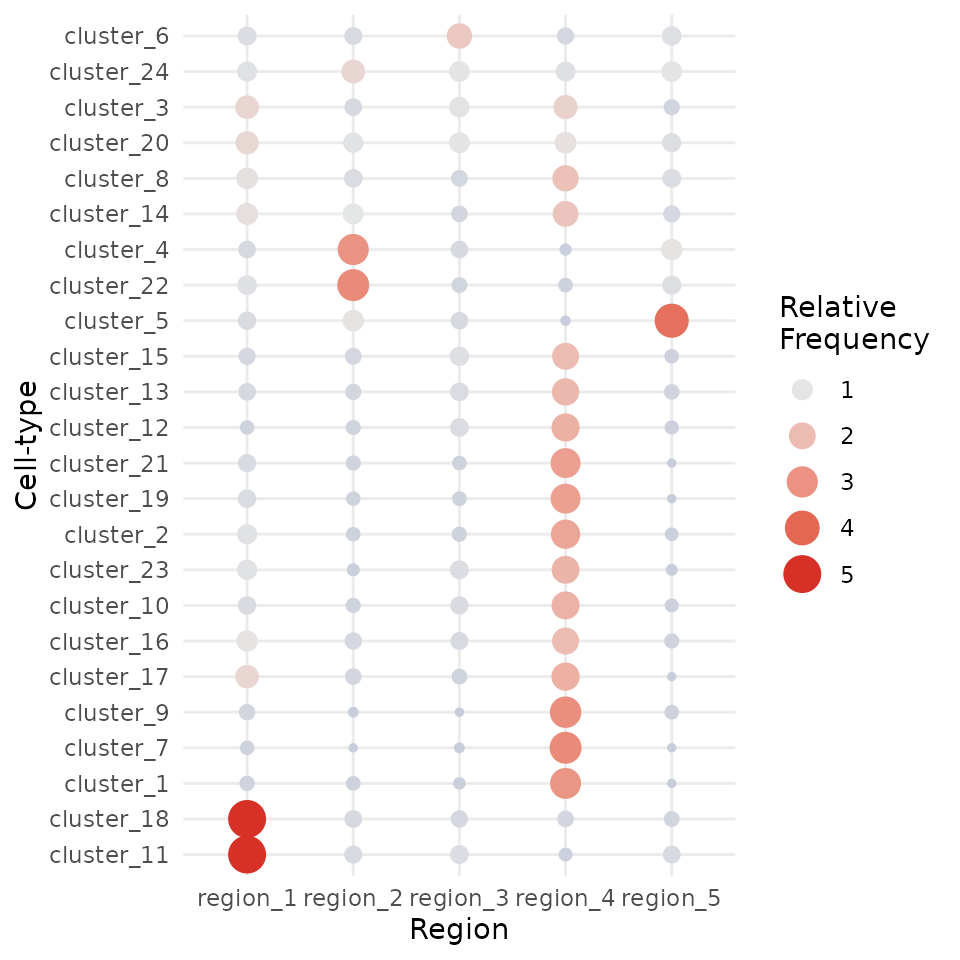 cluster_6
cluster_24
cluster_3
cluster_20
cluster_8
cluster_14
cluster_4
cluster_22
cluster_5
cluster_15
cluster_13
cluster_12
cluster_21
cluster_19
cluster_2
cluster_23
cluster_10
cluster_16
cluster_17
cluster_9
cluster_7
cluster_1
cluster_18
cluster_11
Cell-type
region_1 region_2 region_3 region_4 region_5
Region
Relative
Frequency
1
2
3
4
5